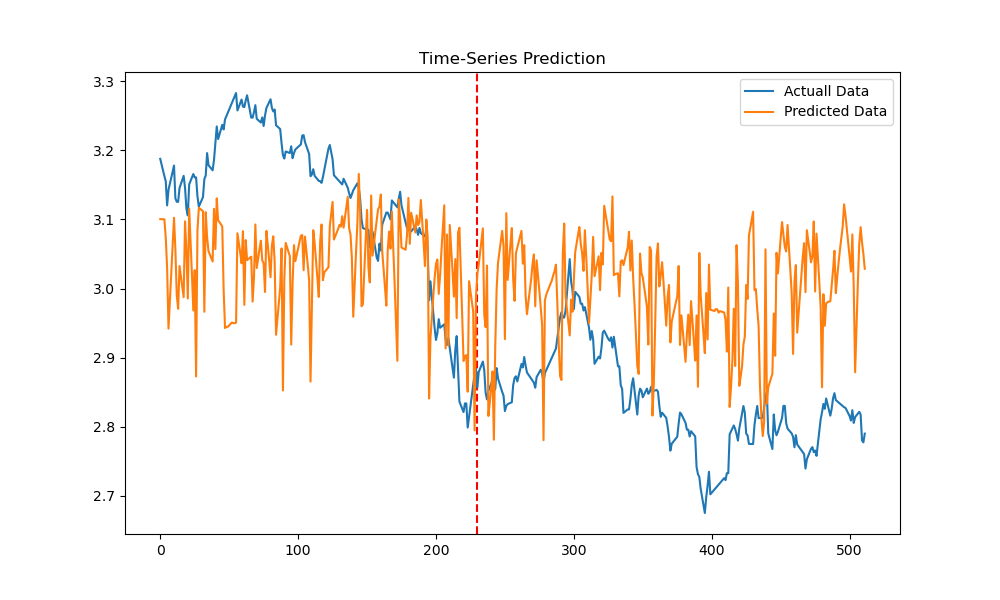 Time-Series Prediction
Actuall Data
Predicted Data
3.3
3.2
3.1
3.0
2.9
2.8
2.7
0 100 200 300 400 500